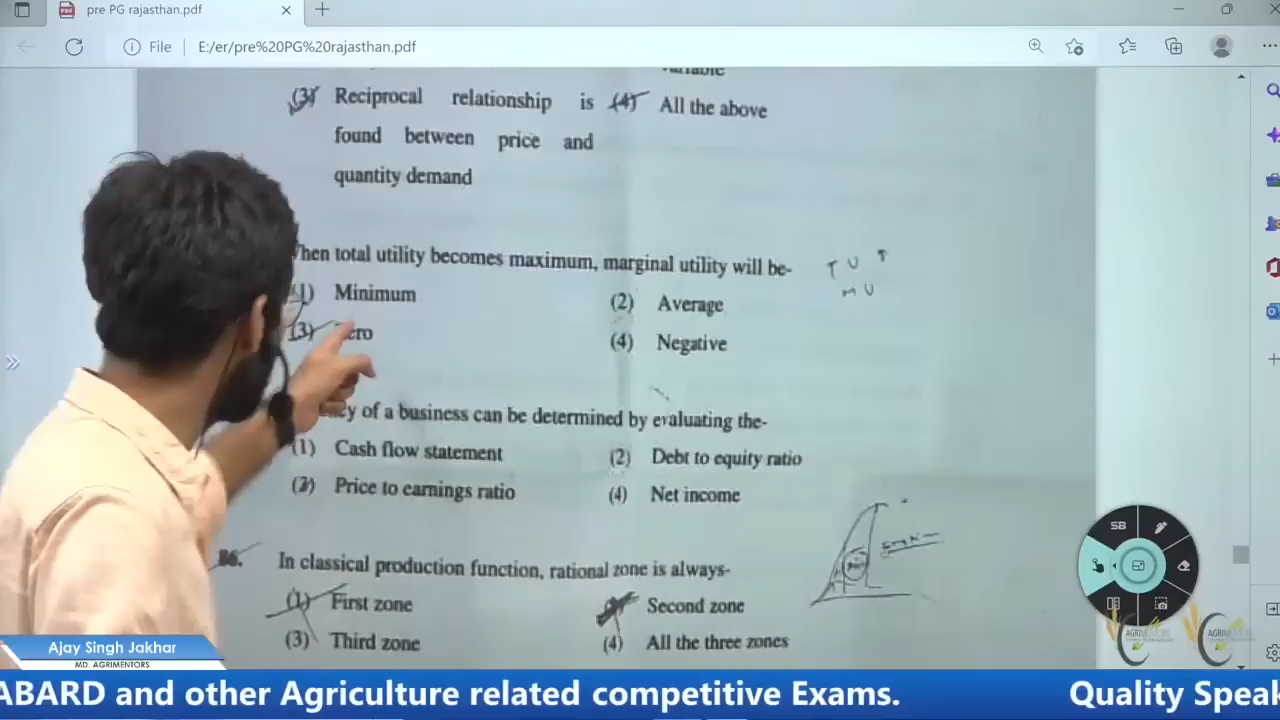 pre PG rajasthan.pdf
File
E:/er/pre%20PG%20rajasthan.pdf
variable
(3) Reciprocal relationship is found between price and quantity demand
(4) All the above
hen total utility becomes maximum, marginal utility will be-
T U ↑
M U
(1) Minimum
(2) Average
(3) ero
(4) Negative
cy of a business can be determined by evaluating the-
(1) Cash flow statement
(2) Debt to equity ratio
(3) Price to earnings ratio
(4) Net income
86. In classical production function, rational zone is always-
(1) First zone
Second zone
(3) Third zone
(4) All the three zones
SB
Ajay Singh Jakhar
MD. AGRIMENTORS
AGRIMENTORS
ABARD and other Agriculture related competitive Exams.
Quality Speak